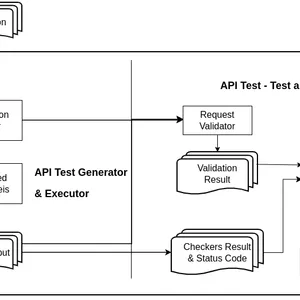 on
API Test - Test a
on
r
Request
Validator
ed
eis
API Test Generator
& Executor
Validation
Result
put
Checkers Result
& Status Code